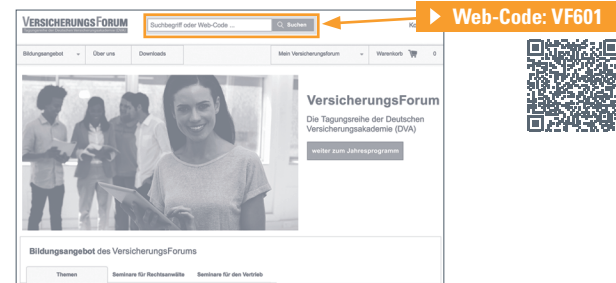 VERSICHERUNGSFORUM
Suchbegriff oder Web-Code ...
Suchen
Web-Code: VF601
Bildungsangebot
Über uns
Downloads
Mein Versicherungsforum
Warenkorb
0
VersicherungsForum
Die Tagungsreihe der Deutschen
Versicherungsakademie (DVA)
weiter zum Jahresprogramm
Bildungsangebot des VersicherungsForums
Themen
Seminare für Rechtsanwälte
Seminare für den Vertrieb